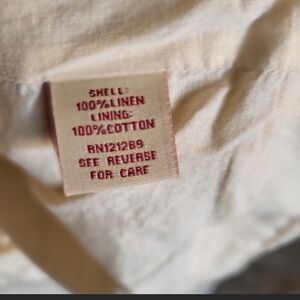 SHELL:
100%LINEN
LINING:
100%COTTON
RN121289
SEE REVERSE
FOR CARE